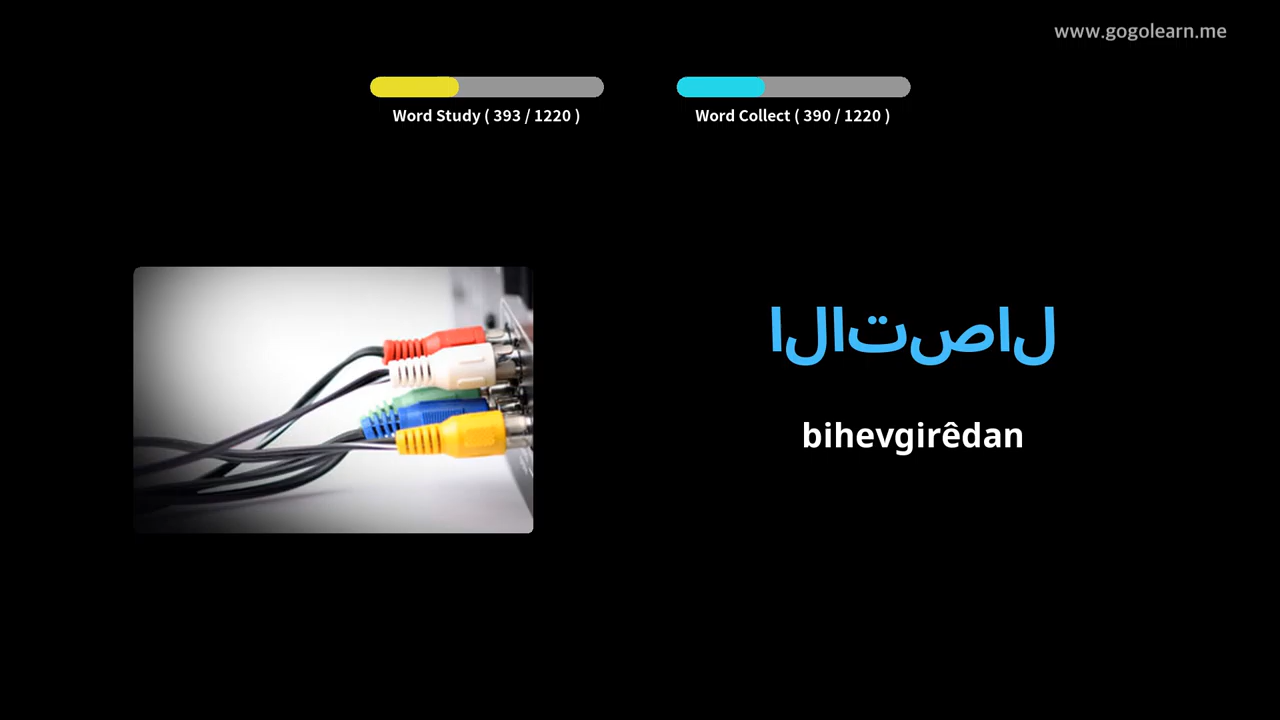 www.gogolearn.me
Word Study ( 393 / 1220 )
Word Collect ( 390 / 1220 )
الاتصال
bihevgirêdan